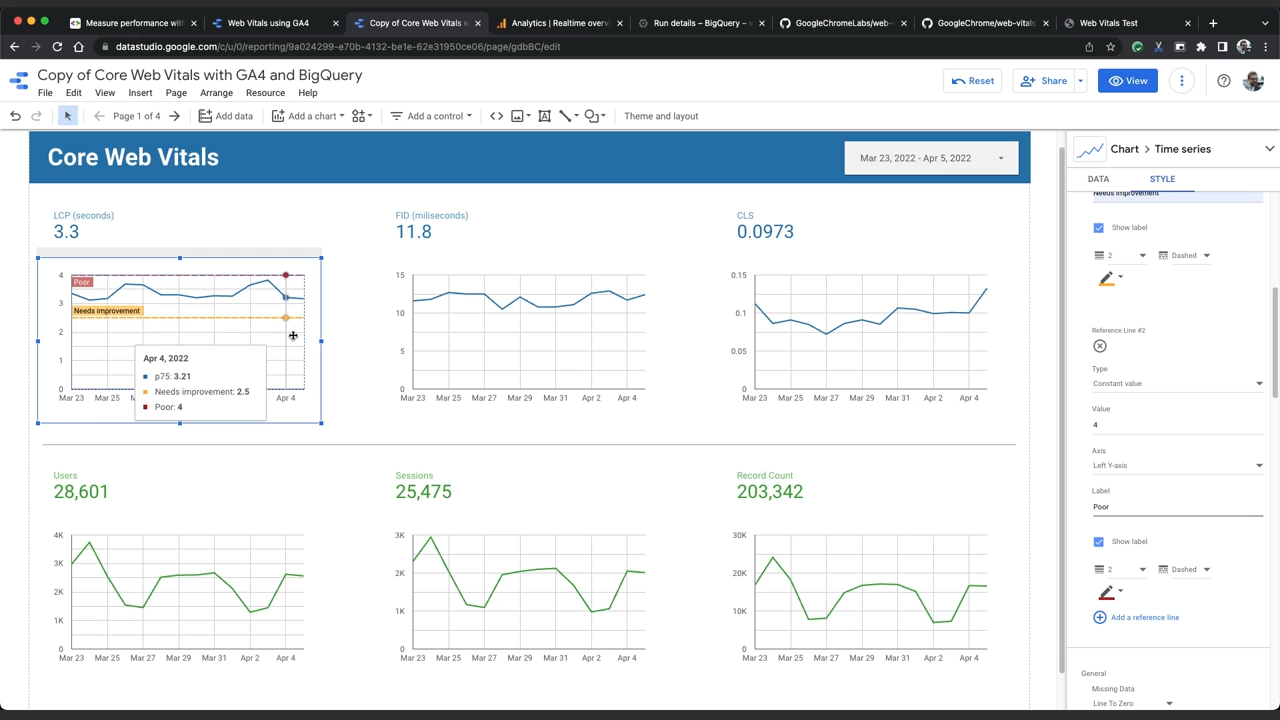 Measure performance with
Web Vitals using GA4
Copy of Core Web Vitals w
Analytics | Realtime overv
Run details – BigQuery – w
GoogleChromeLabs/web-v
GoogleChrome/web-vitals
Web Vitals Test
datastudio.google.com/c/u/0/reporting/9a024299-e70b-4132-be1e-62e31950ce06/page/gdbBC/edit
Copy of Core Web Vitals with GA4 and BigQuery
File Edit View Insert Page Arrange Resource Help
Reset Share View
Page 1 of 4 Add data Add a chart Add a control Theme and layout
Core Web Vitals
Mar 23, 2022 - Apr 5, 2022
LCP (seconds)
3.3
4
3
2
1
0
Poor
Needs improvement
Mar 23 Mar 25 M Apr 4
Apr 4, 2022
p75: 3.21
Needs improvement: 2.5
Poor: 4
FID (miliseconds)
11.8
15
10
5
0
Mar 23 Mar 25 Mar 27 Mar 29 Mar 31 Apr 2 Apr 4
CLS
0.0973
0.15
0.1
0.05
0
Mar 23 Mar 25 Mar 27 Mar 29 Mar 31 Apr 2 Apr 4
Users
28,601
4K
3K
2K
1K
0
Mar 23 Mar 25 Mar 27 Mar 29 Mar 31 Apr 2 Apr 4
Sessions
25,475
3K
2K
1K
0
Mar 23 Mar 25 Mar 27 Mar 29 Mar 31 Apr 2 Apr 4
Record Count
203,342
30K
20K
10K
0
Mar 23 Mar 25 Mar 27 Mar 29 Mar 31 Apr 2 Apr 4
Chart > Time series
DATA STYLE
Needs improvement
Show label
2 Dashed
Reference Line #2
Type
Constant value
Value
4
Axis
Left Y-axis
Label
Poor
Show label
2 Dashed
Add a reference line
General
Missing Data
Line To Zero